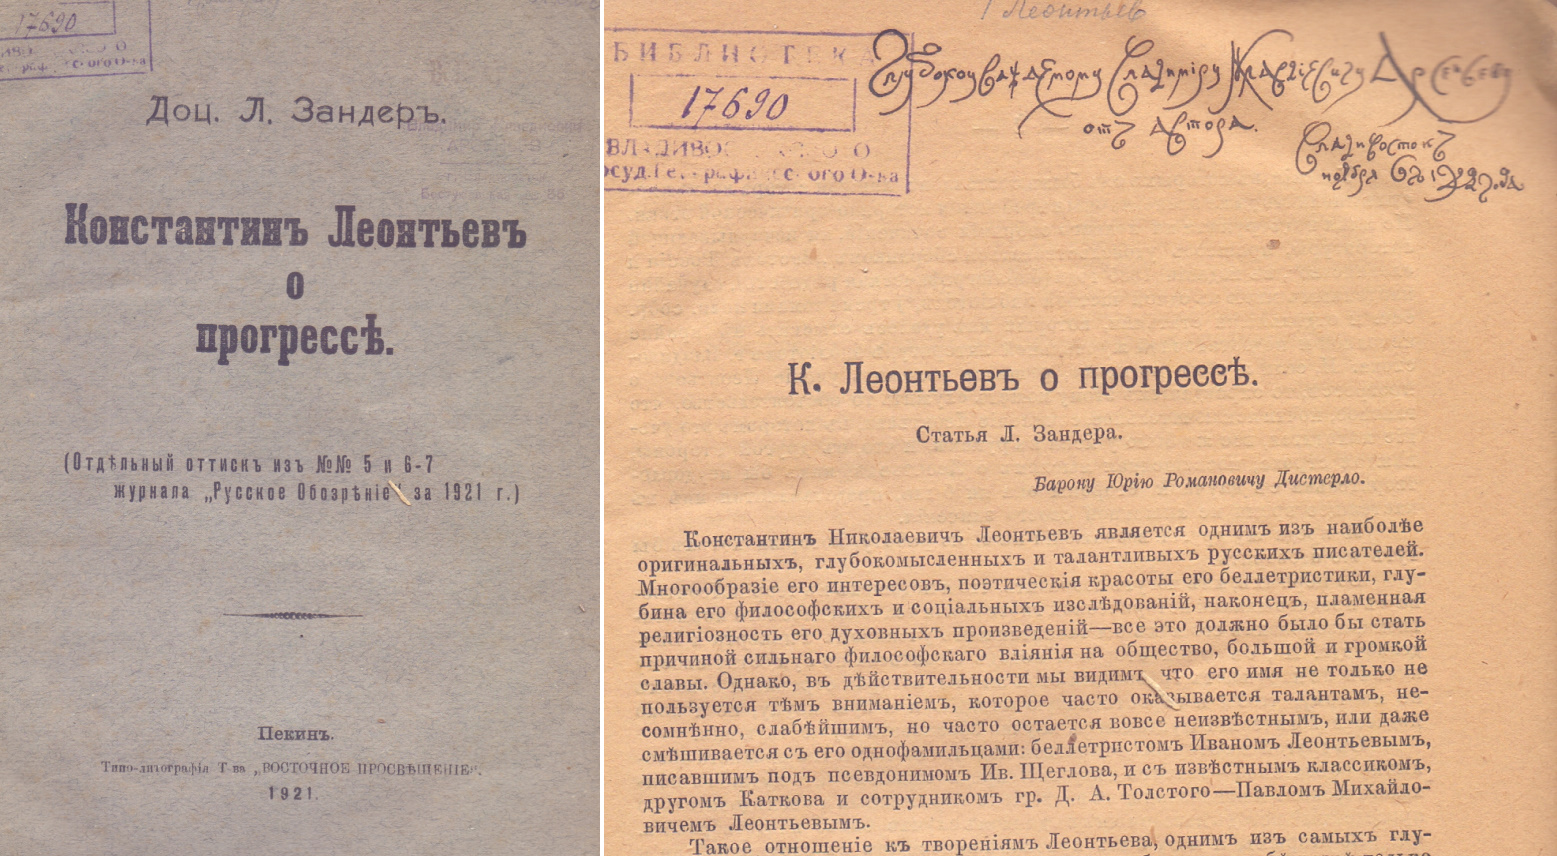 17690
Доц. Л. Зандеръ.
Константинъ Леонтьевъ
о
прогрессѣ.
(Отдѣльный оттискъ изъ №№ 5 и 6-7
журнала „Русское Обозрѣніе“ за 1921 г.)
Пекинъ.
Типо-литографія Т-ва „ВОСТОЧНОЕ ПРОСВѢЩЕНІЕ“.
1921.
Леонтьев
БИБЛИОТЕКА
17690
Глубокоуважаемому Владиміру Клавдіевичу Арсеньеву
отъ автора.
Владивостокъ
ноября 1922 года
К. Леонтьевъ о прогрессѣ.
Статья Л. Зандера.
Барону Юрію Романовичу Дистерло.
Константинъ Николаевичъ Леонтьевъ является однимъ изъ наиболѣе
оригинальныхъ, глубокомысленныхъ и талантливыхъ русскихъ писателей.
Многообразіе его интересовъ, поэтическія красоты его беллетристики, глу-
бина его философскихъ и соціальныхъ изслѣдованій, наконецъ, пламенная
религіозность его духовныхъ произведеній—все это должно было бы стать
причиной сильнаго философскаго вліянія на общество, большой и громкой
славы. Однако, въ дѣйствительности мы видимъ, что его имя не только не
пользуется тѣмъ вниманіемъ, которое часто оказывается талантамъ, не-
сомнѣнно, слабѣйшимъ, но часто остается вовсе неизвѣстнымъ, или даже
смѣшивается съ его однофамильцами: беллетристомъ Иваномъ Леонтьевымъ,
писавшимъ подъ псевдонимомъ Ив. Щеглова, и съ извѣстнымъ классикомъ,
другомъ Каткова и сотрудникомъ гр. Д. А. Толстого—Павломъ Михайло-
вичемъ Леонтьевымъ.
Такое отношеніе къ твореніямъ Леонтьева, однимъ изъ самыхъ глу-